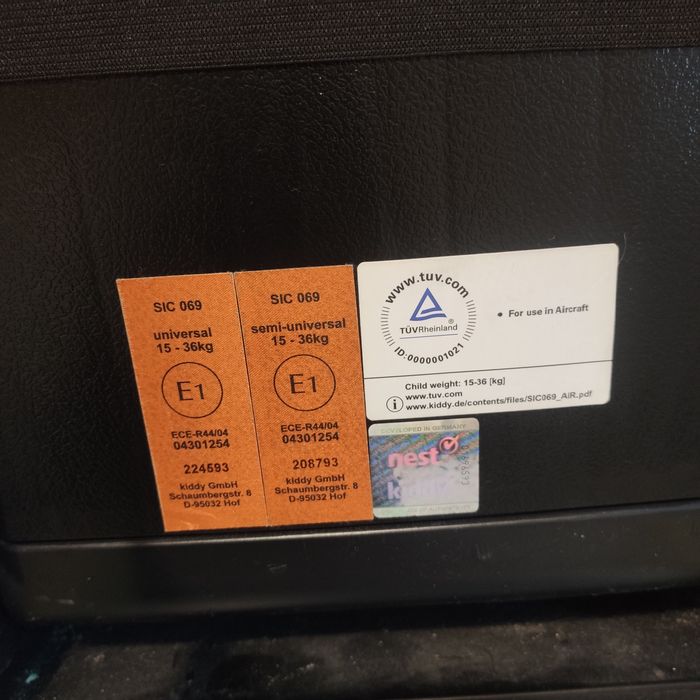 SIC 069
universal
15 - 36kg
E1
ECE-R44/04
04301254
224593
kiddy GmbH
Schaumbergstr. 8
D-95032 Hof
SIC 069
semi-universal
15 - 36kg
E1
ECE-R44/04
04301254
208793
kiddy GmbH
Schaumbergstr. 8
D-95032 Hof
www.tuv.com
TÜVRheinland
®
ID:0000001021
• For use in Aircraft
Child weight: 15-36 [kg]
www.tuv.com
i www.kiddy.de/contents/files/SIC069_AiR.pdf
DEVELOPED IN GERMANY
nest
kiddy